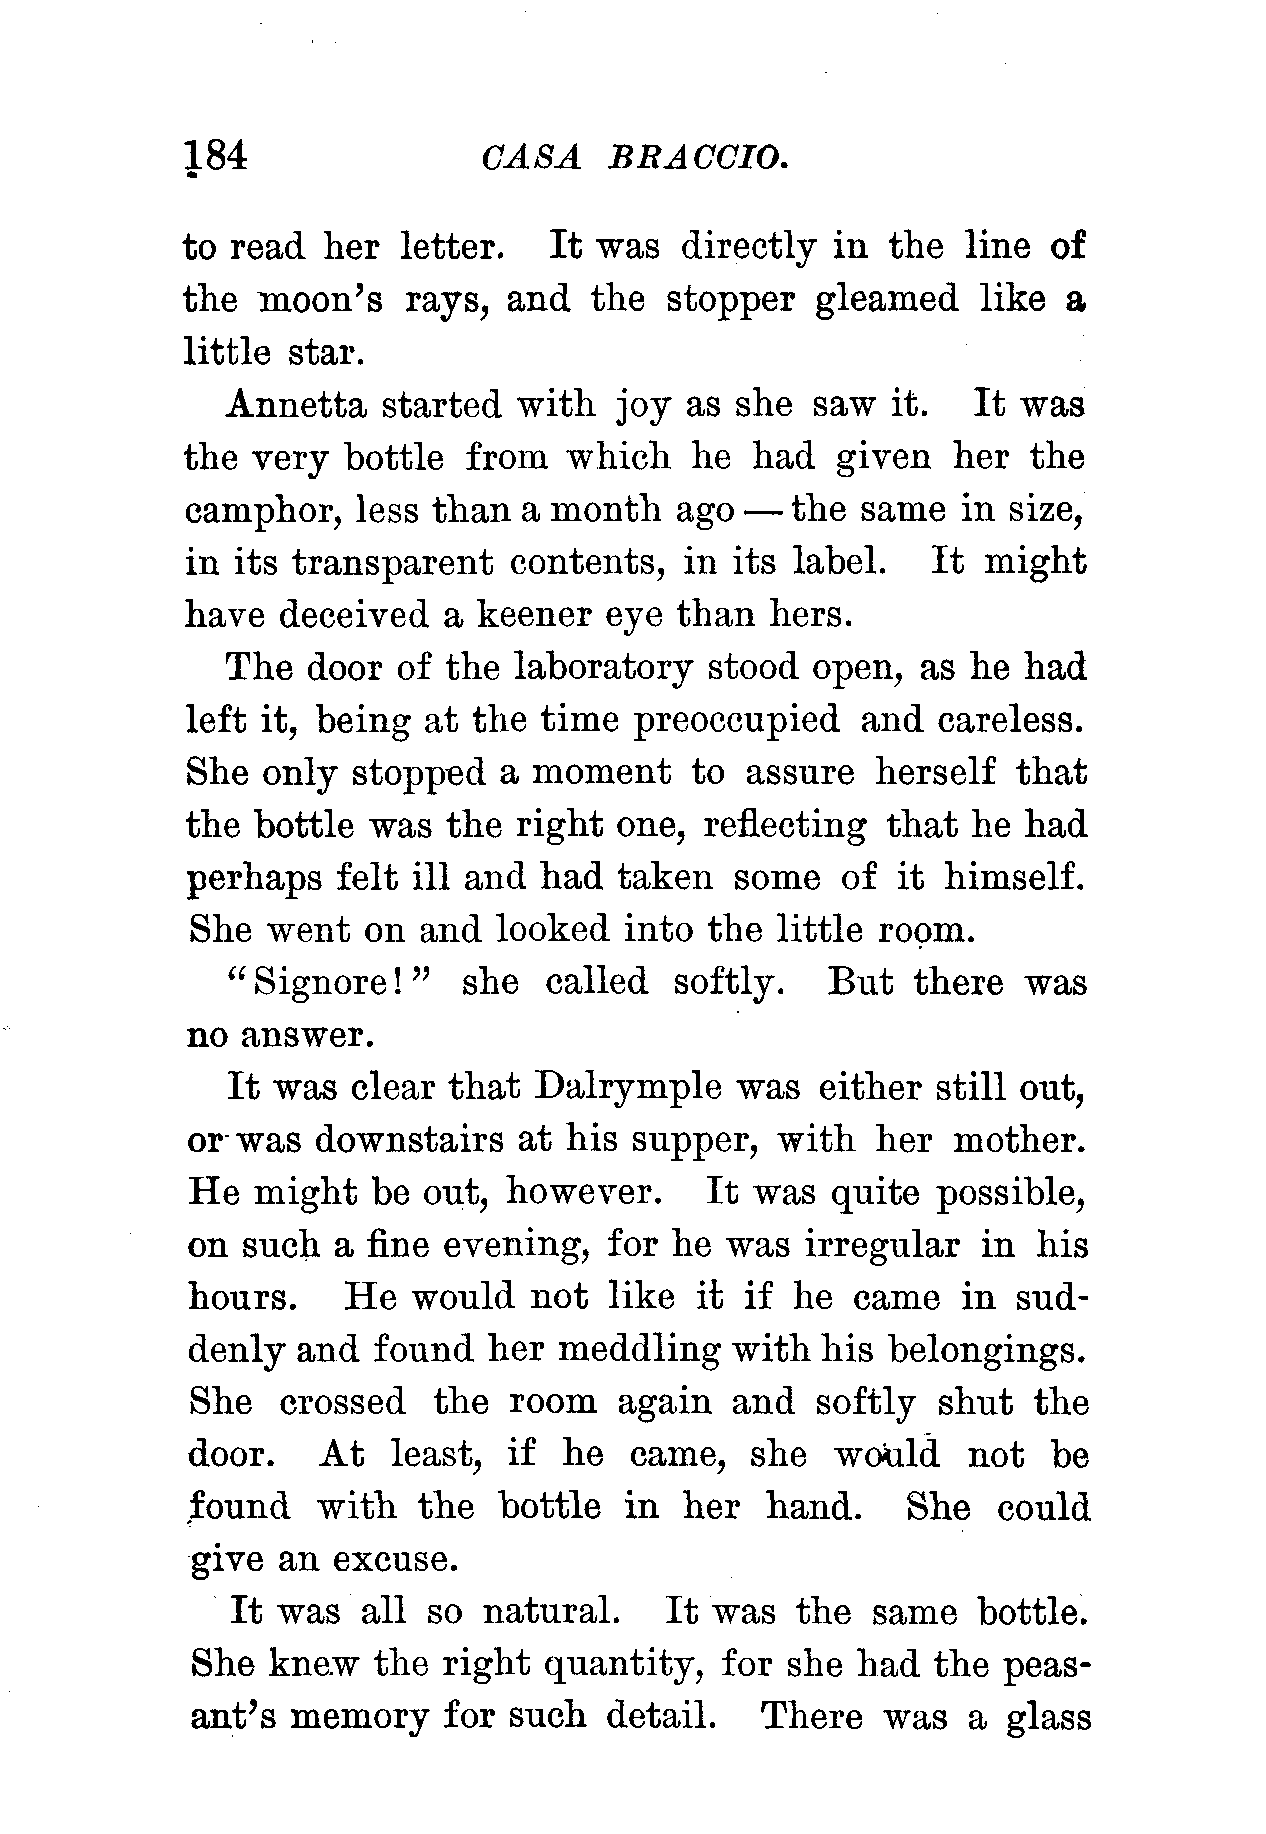 184 CASA BRACCIO.
to read her letter. It was directly in the line of
the moon's rays, and the stopper gleamed like a
little star.
Annetta started with joy as she saw it. It was
the very bottle from which he had given her the
camphor, less than a month ago — the same in size,
in its transparent contents, in its label. It might
have deceived a keener eye than hers.
The door of the laboratory stood open, as he had
left it, being at the time preoccupied and careless.
She only stopped a moment to assure herself that
the bottle was the right one, reflecting that he had
perhaps felt ill and had taken some of it himself.
She went on and looked into the little room.
"Signore!" she called softly. But there was
no answer.
It was clear that Dalrymple was either still out,
or was downstairs at his supper, with her mother.
He might be out, however. It was quite possible,
on such a fine evening, for he was irregular in his
hours. He would not like it if he came in sud-
denly and found her meddling with his belongings.
She crossed the room again and softly shut the
door. At least, if he came, she would not be
found with the bottle in her hand. She could
give an excuse.
It was all so natural. It was the same bottle.
She knew the right quantity, for she had the peas-
ant's memory for such detail. There was a glass